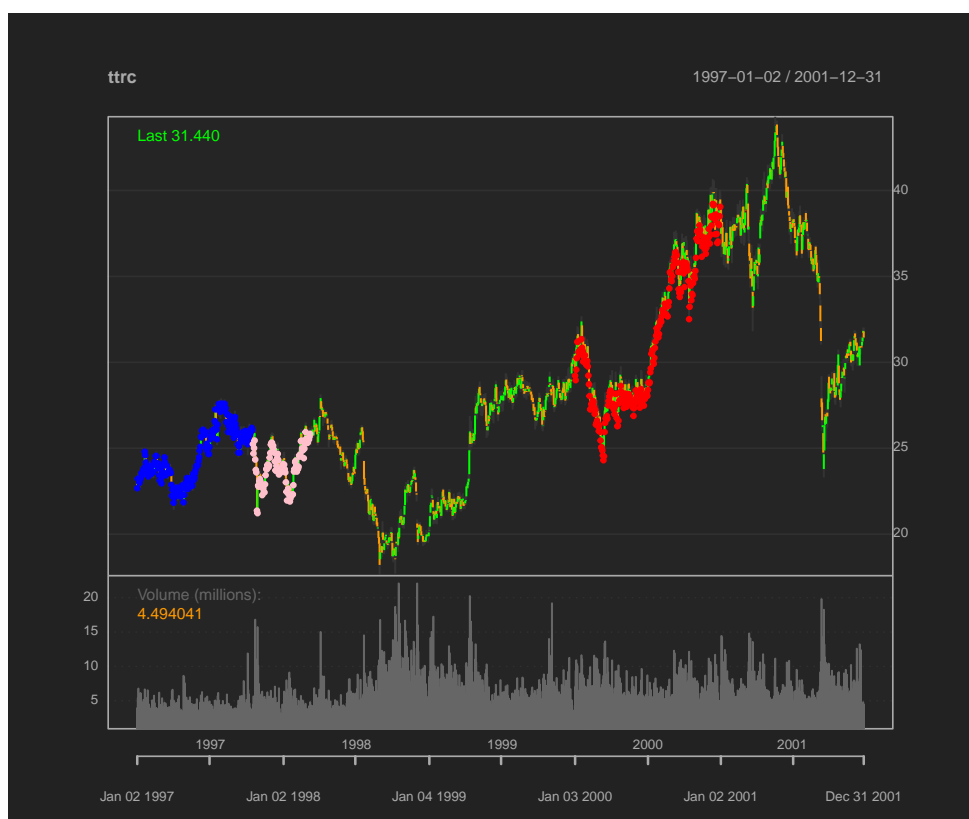 ttrc
1997−01−02 / 2001−12−31
Last 31.440
40
35
30
25
20
Volume (millions):
4.494041
20
15
10
5
1997 1998 1999 2000 2001
Jan 02 1997 Jan 02 1998 Jan 04 1999 Jan 03 2000 Jan 02 2001 Dec 31 2001